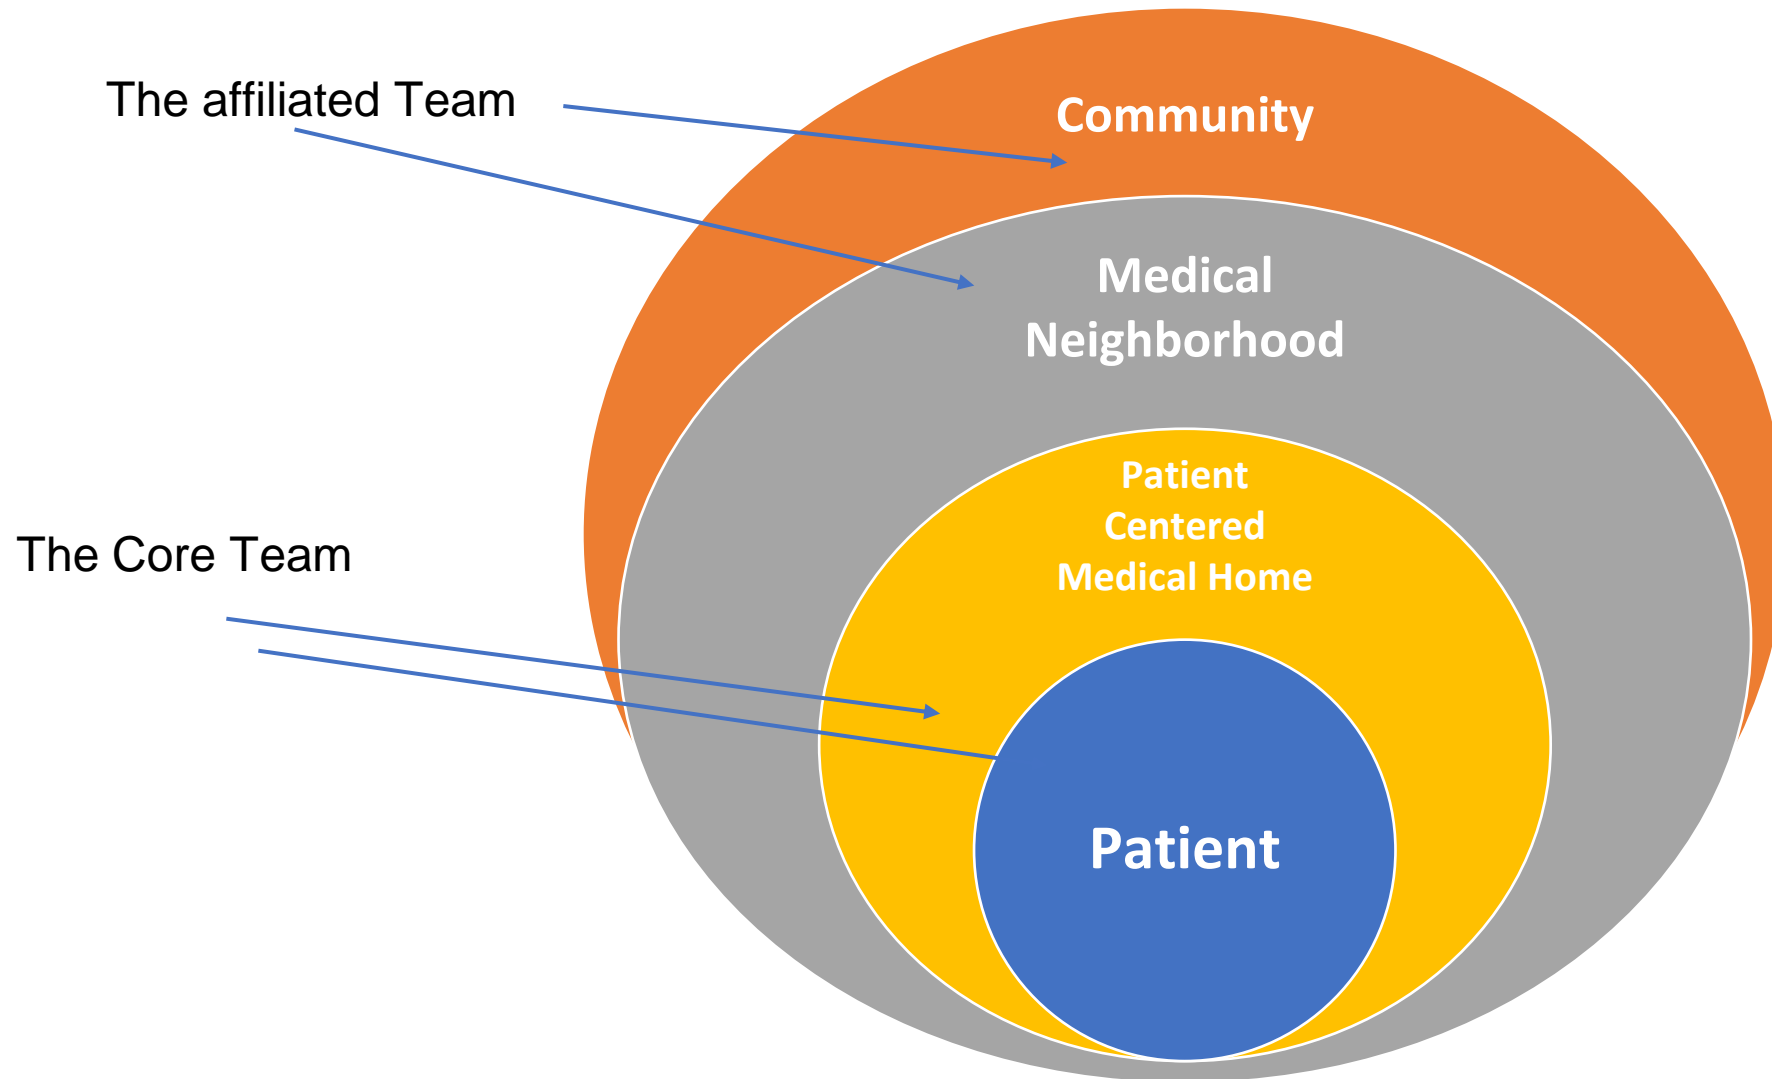 The affiliated Team
Community
Medical
Neighborhood
Patient
Centered
Medical Home
The Core Team
Patient